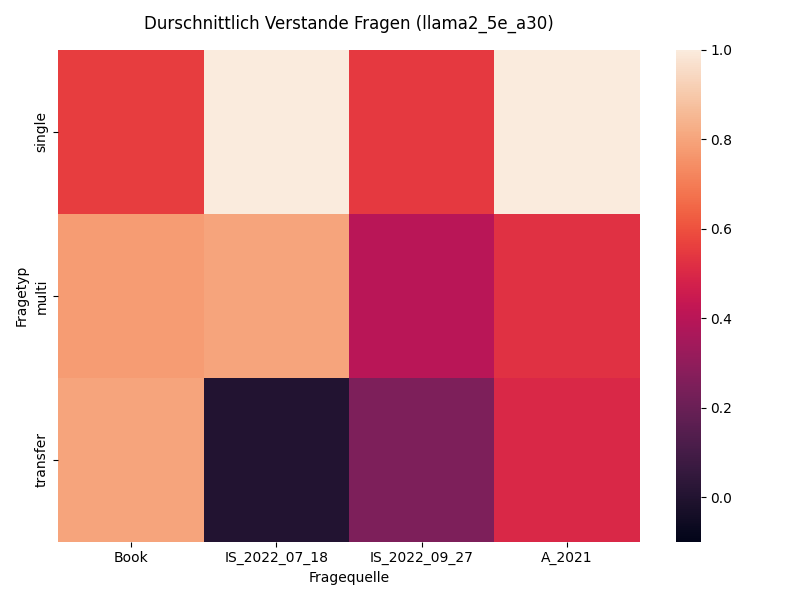 Durschnittlich Verstande Fragen (llama2_5e_a30)
1.0
0.8
0.6
0.4
0.2
0.0
Fragetyp
single
multi
transfer
Book IS_2022_07_18 IS_2022_09_27 A_2021
Fragequelle